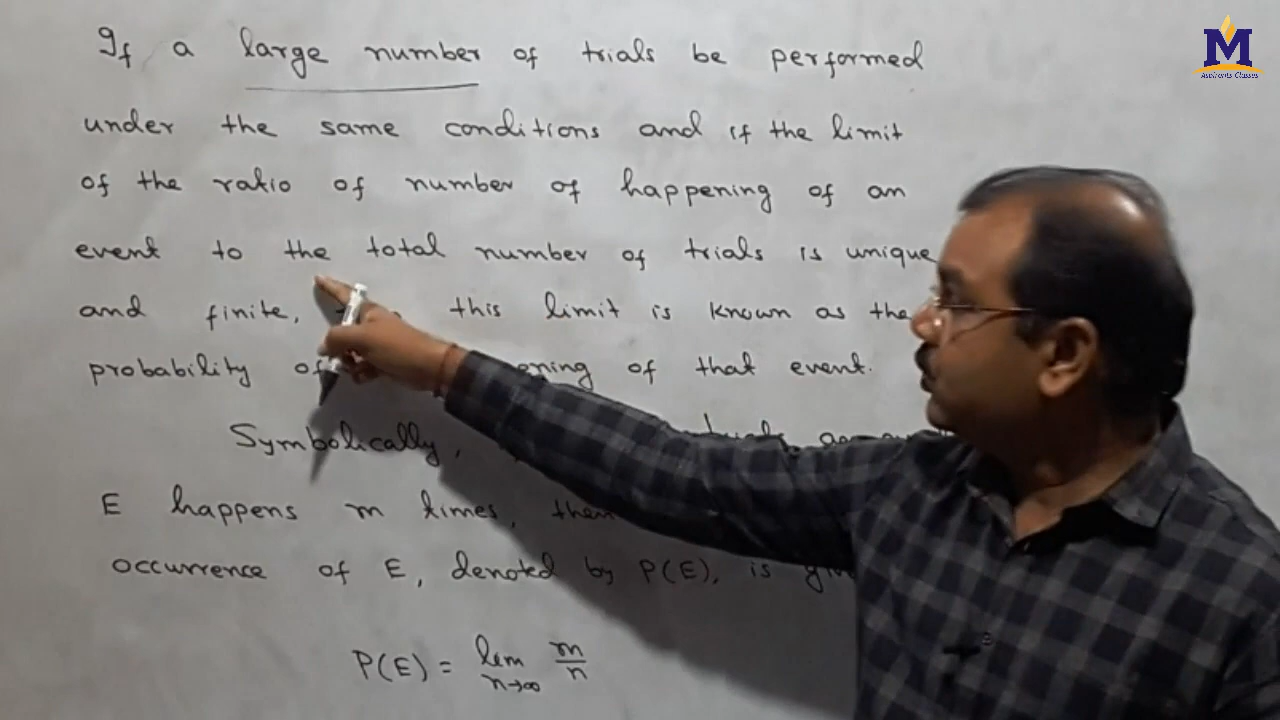 If a large number of trials be performed
under the same conditions and if the limit
of the ratio of number of happening of an
event to the total number of trials is unique
and finite, this limit is known as the
probability of of that event.
Symbolically,
E happens m times, then
occurrence of E, denoted by P(E), is
P(E) = lim n→∞ m/n
M
Aspirents Classes